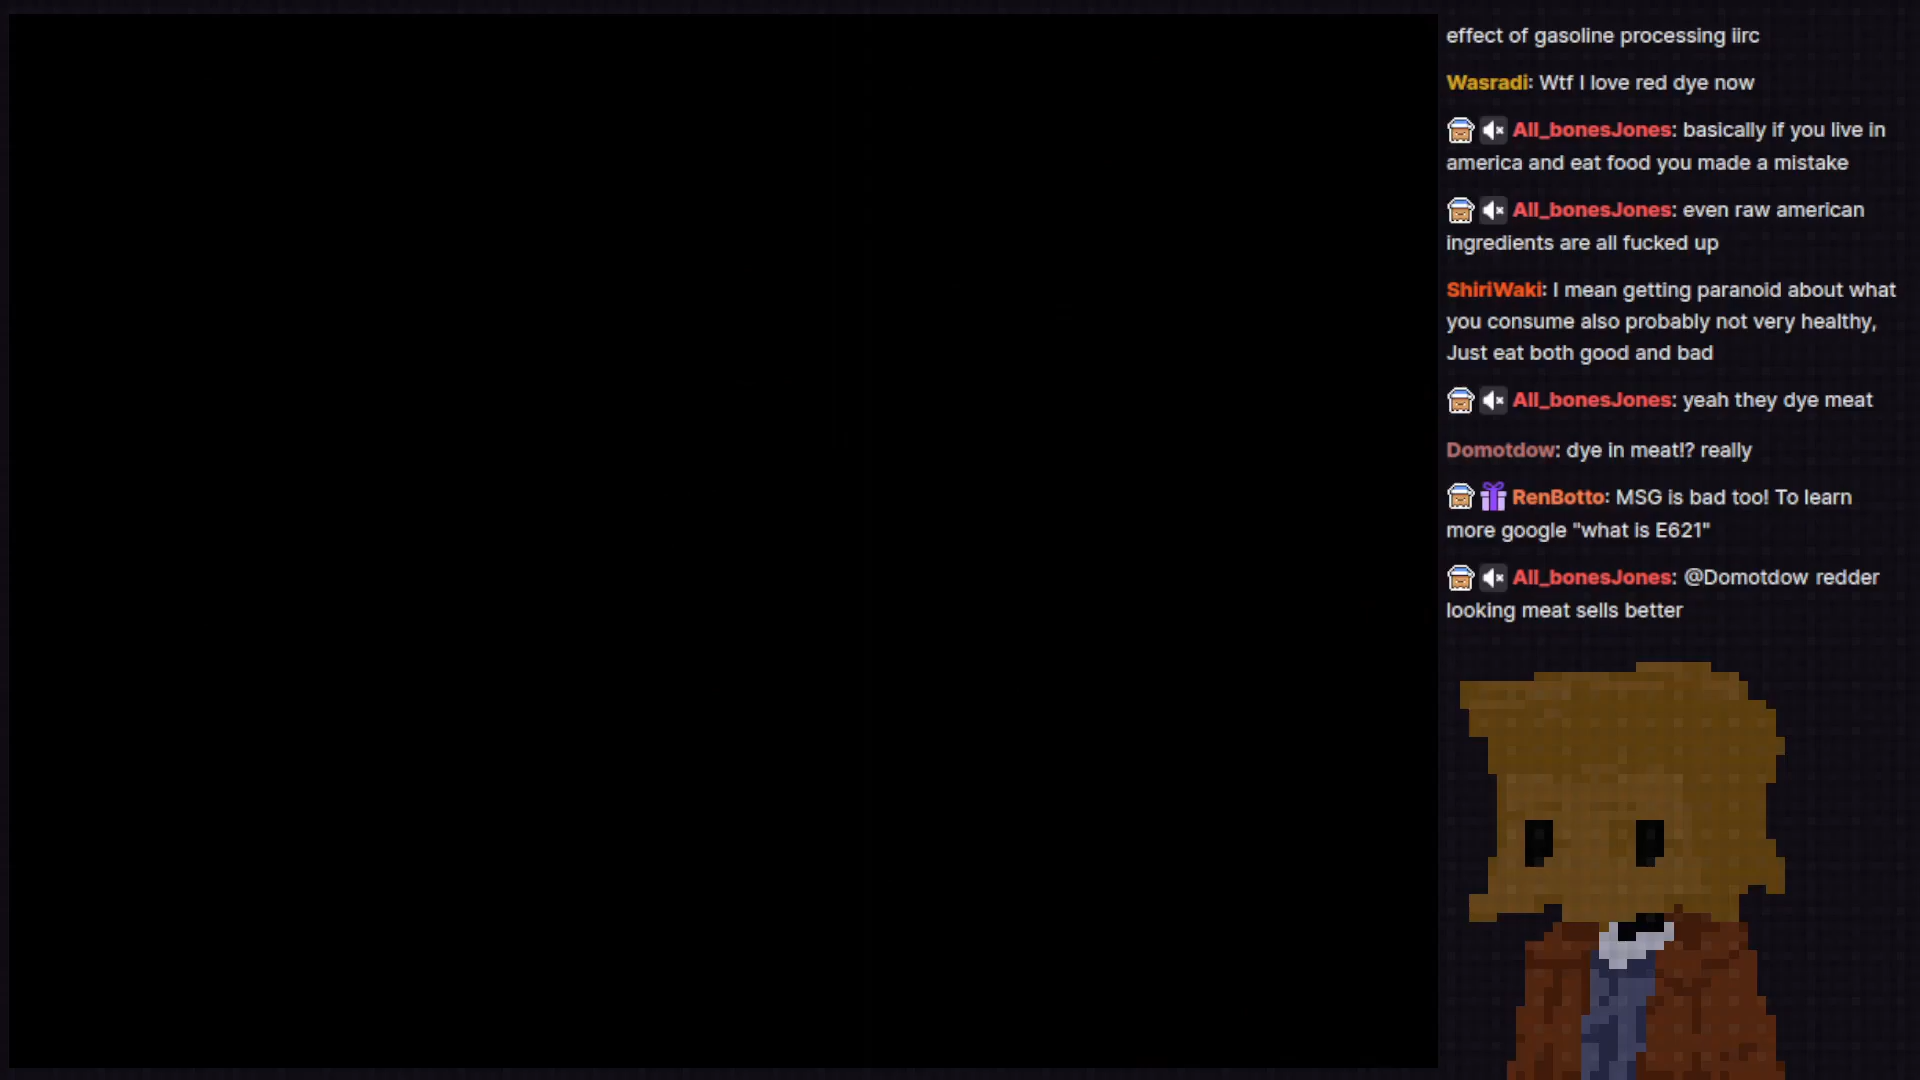 effect of gasoline processing iirc
Wasradi: Wtf I love red dye now
All_bonesJones: basically if you live in
america and eat food you made a mistake
All_bonesJones: even raw american
ingredients are all fucked up
ShiriWaki: I mean getting paranoid about what
you consume also probably not very healthy,
Just eat both good and bad
All_bonesJones: yeah they dye meat
Domotdow: dye in meat!? really
RenBotto: MSG is bad too! To learn
more google "what is E621"
All_bonesJones: @Domotdow redder
looking meat sells better